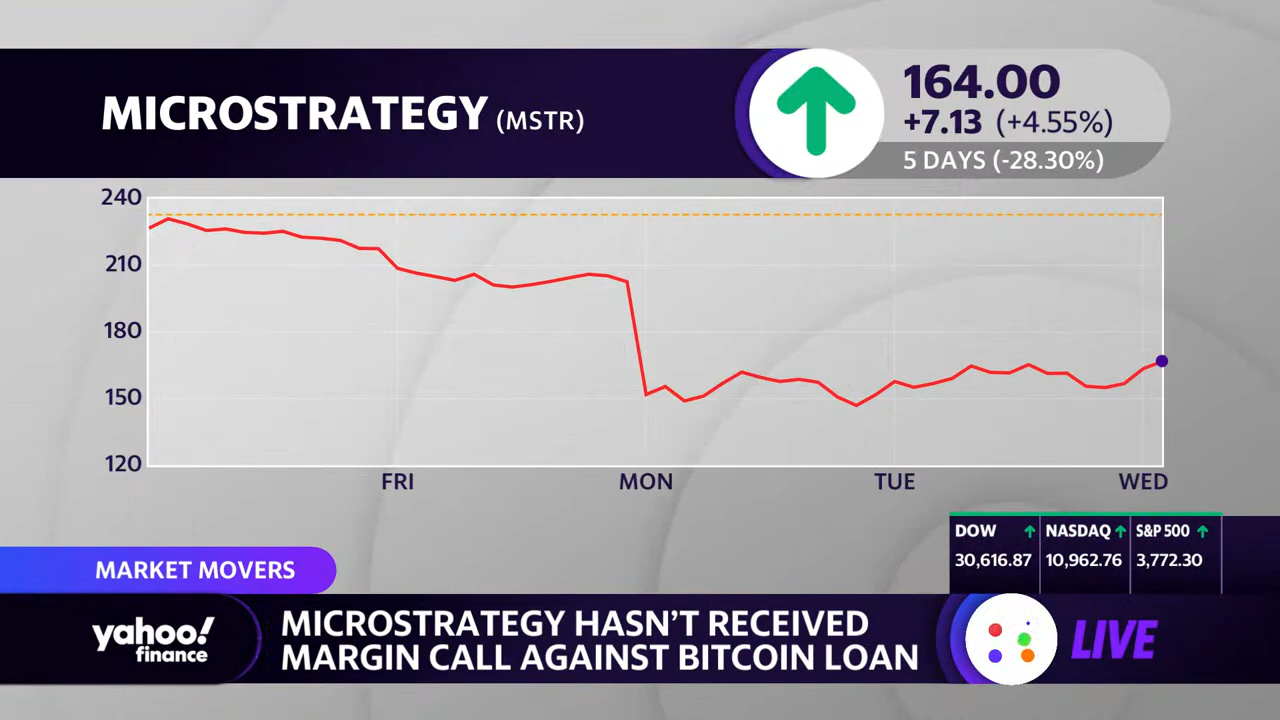 MICROSTRATEGY (MSTR)
164.00
+7.13 (+4.55%)
5 DAYS (-28.30%)
240
210
180
150
120
FRI MON TUE WED
DOW NASDAQ S&P 500
30,616.87 10,962.76 3,772.30
MARKET MOVERS
yahoo!
finance
MICROSTRATEGY HASN'T RECEIVED
MARGIN CALL AGAINST BITCOIN LOAN
LIVE